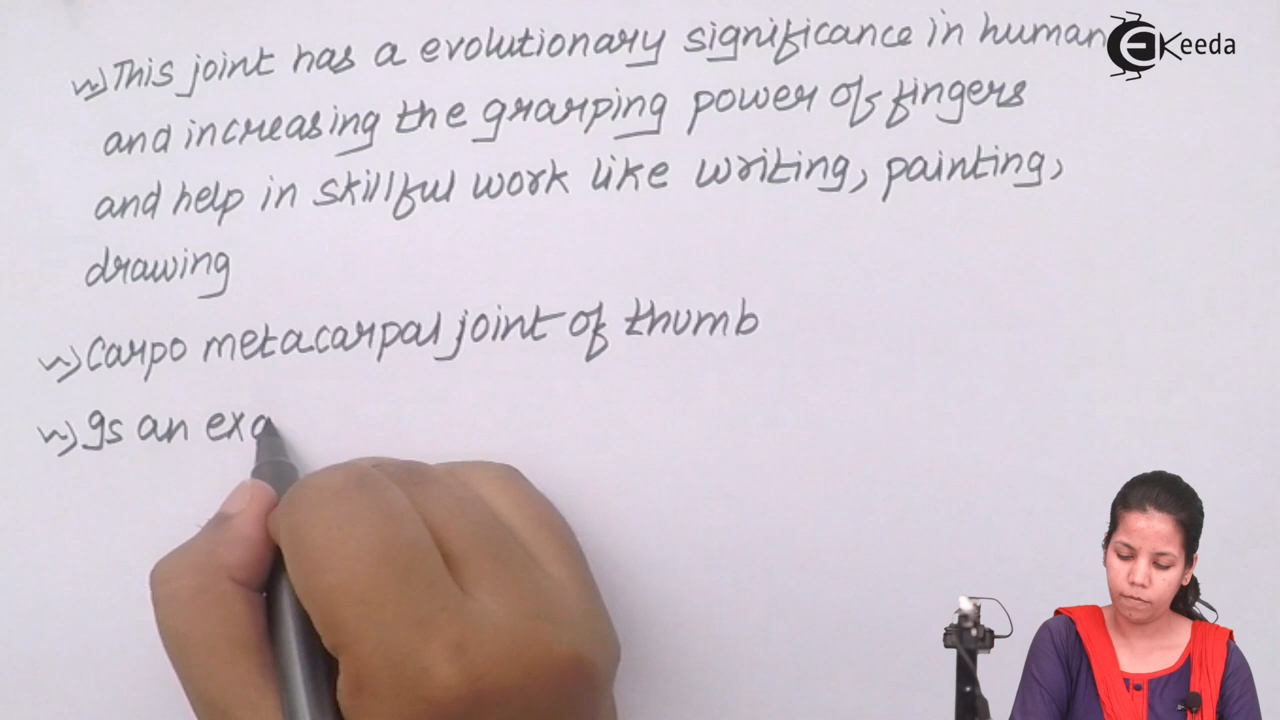 This joint has a evolutionary significance in human
and increasing the grarping power of fingers
and help in skillful work like writing, painting,
drawing
Carpo metacarpal joint of thumb
Is an exa
Keeda